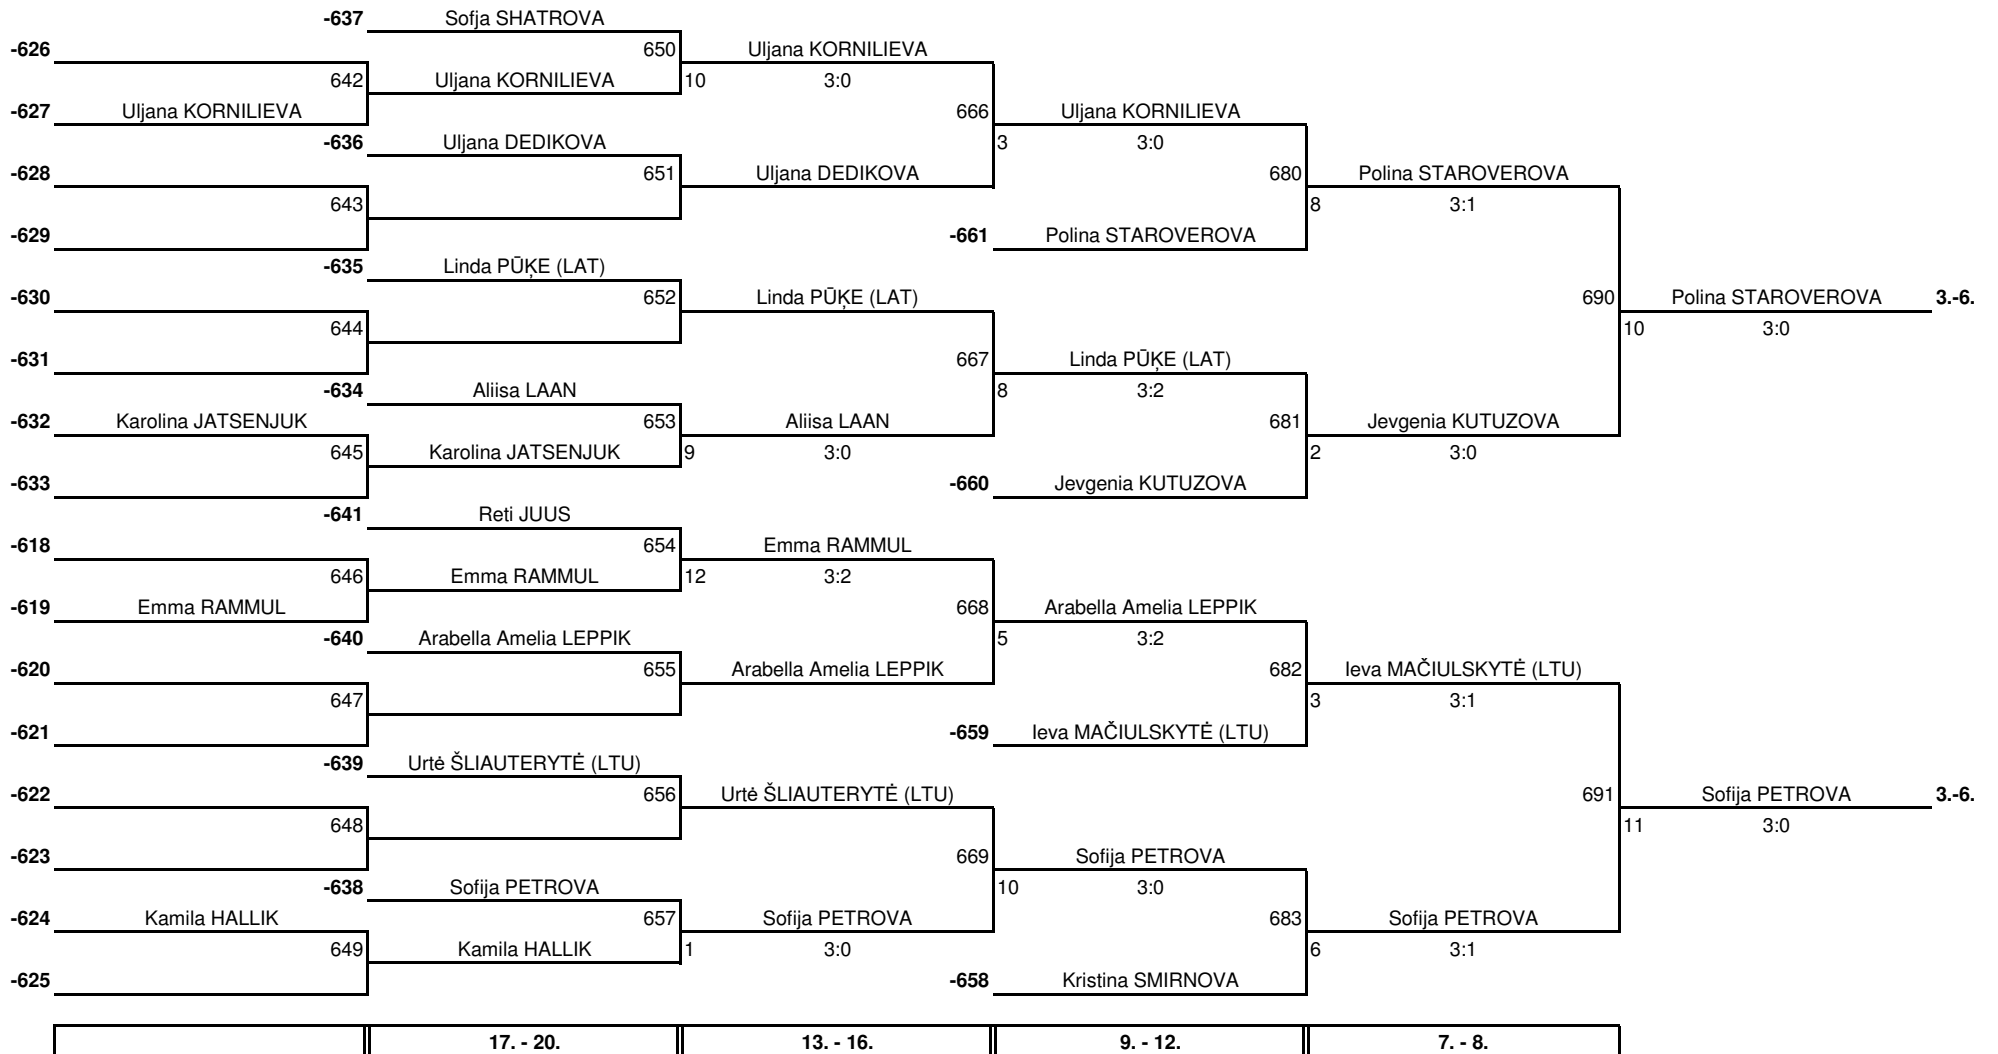 -637 Sofja SHATROVA
-626 650 Uljana KORNILIEVA
642 Uljana KORNILIEVA 10 3:0
-627 Uljana KORNILIEVA 666 Uljana KORNILIEVA
-636 Uljana DEDIKOVA 3 3:0
-628 651 Uljana DEDIKOVA 680 Polina STAROVEROVA
643 8 3:1
-629 -661 Polina STAROVEROVA
-635 Linda PŪĶE (LAT)
-630 652 Linda PŪĶE (LAT) 690 Polina STAROVEROVA 3.-6.
644 10 3:0
-631 667 Linda PŪĶE (LAT)
-634 Aliisa LAAN 8 3:2
-632 Karolina JATSENJUK 653 Aliisa LAAN 681 Jevgenia KUTUZOVA
645 Karolina JATSENJUK 9 3:0 2 3:0
-633 -660 Jevgenia KUTUZOVA
-641 Reti JUUS
-618 654 Emma RAMMUL
646 Emma RAMMUL 12 3:2
-619 Emma RAMMUL 668 Arabella Amelia LEPPIK
-640 Arabella Amelia LEPPIK 5 3:2
-620 655 Arabella Amelia LEPPIK 682 Ieva MAČIULSKYTĖ (LTU)
647 3 3:1
-621 -659 Ieva MAČIULSKYTĖ (LTU)
-639 Urtė ŠLIAUTERYTĖ (LTU)
-622 656 Urtė ŠLIAUTERYTĖ (LTU) 691 Sofija PETROVA 3.-6.
648 11 3:0
-623 669 Sofija PETROVA
-638 Sofija PETROVA 10 3:0
-624 Kamila HALLIK 657 Sofija PETROVA 683 Sofija PETROVA
649 Kamila HALLIK 1 3:0 6 3:1
-625 -658 Kristina SMIRNOVA
17. - 20. 13. - 16. 9. - 12. 7. - 8.